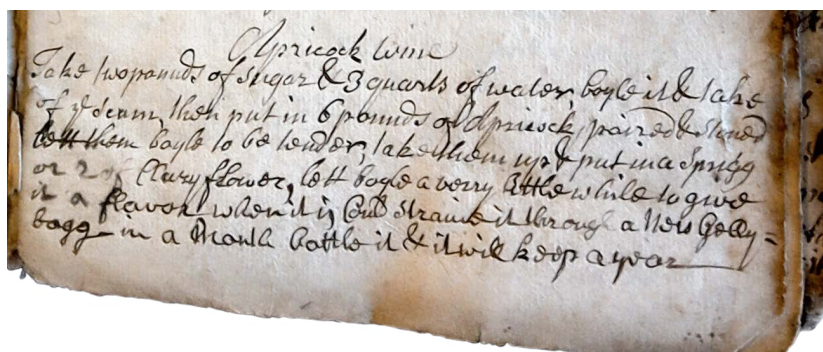 Apricock wine
Take two pounds of sugar & 3 quarts of water, boyle it & take
of ye Scum, then put in 6 pounds of Apricock, paired & stoned
lett them boyle to be tender, take them up & put in a Sprigg
or 2 of Clary flower, lett boyle a verry little while to give
it a flavor when it is Could straine it through a New Gelly=
bagg in a Month bottle it & it will keep a year